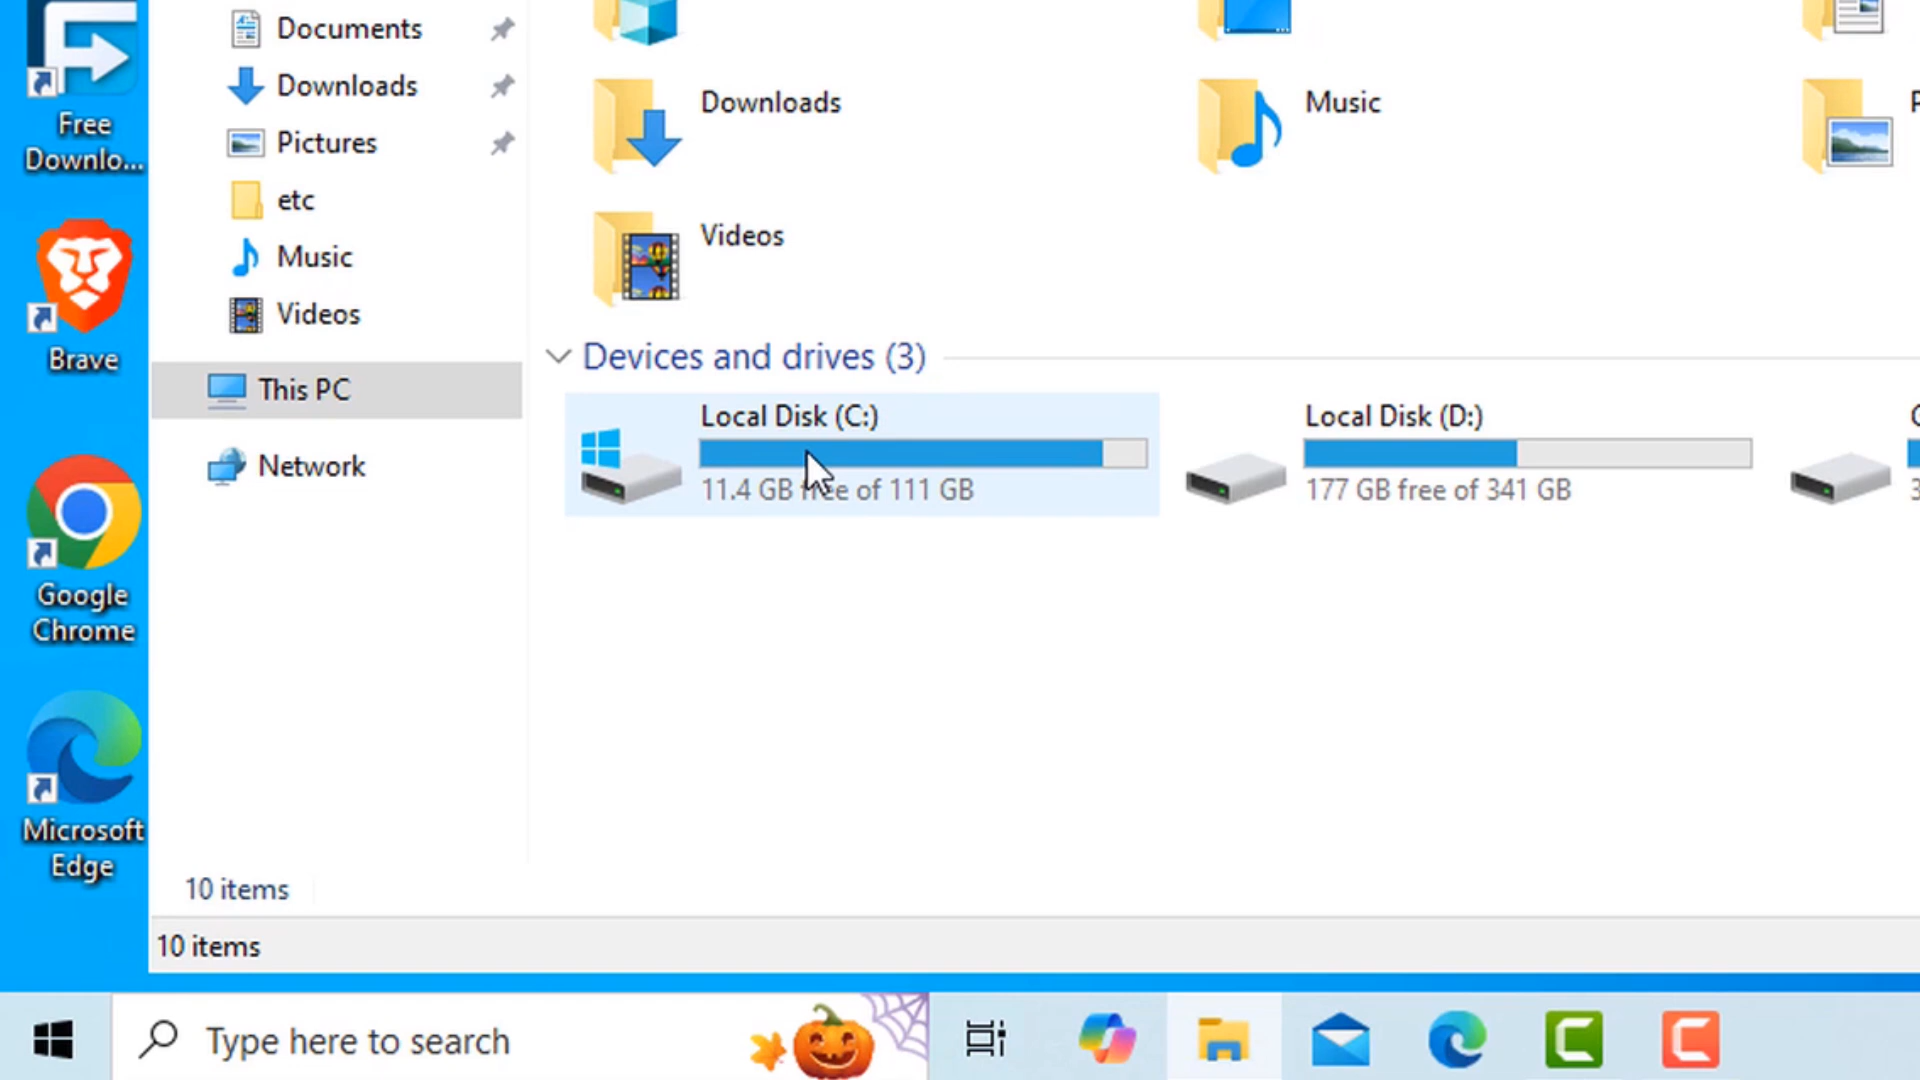 Free
Downlo...
Brave
Google
Chrome
Microsoft
Edge
Documents
Downloads
Pictures
etc
Music
Videos
This PC
Network
Downloads
Music
Videos
Devices and drives (3)
Local Disk (C:)
11.4 GB free of 111 GB
Local Disk (D:)
177 GB free of 341 GB
10 items
10 items
Type here to search